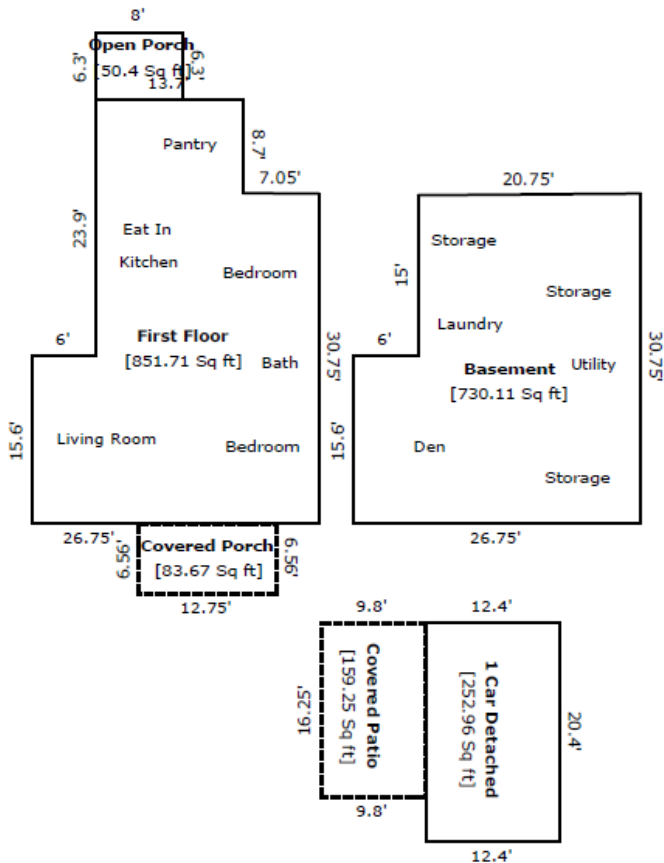 8'
Open Porch
6.3'
6.3'
[50.4 Sq ft]
13.7'
Pantry
8.7'
7.05'
20.75'
23.9'
Eat In
Kitchen
Bedroom
Storage
15'
Storage
6'
First Floor
[851.71 Sq ft]
Bath
30.75'
Laundry
6'
Basement
[730.11 Sq ft]
Utility
30.75'
15.6'
Living Room
Bedroom
15.6'
Den
Storage
26.75'
6.56'
Covered Porch
[83.67 Sq ft]
6.56'
12.75'
26.75'
9.8'
12.4'
16.25'
Covered Patio
[159.25 Sq ft]
1 Car Detached
[252.96 Sq ft]
20.4'
9.8'
12.4'